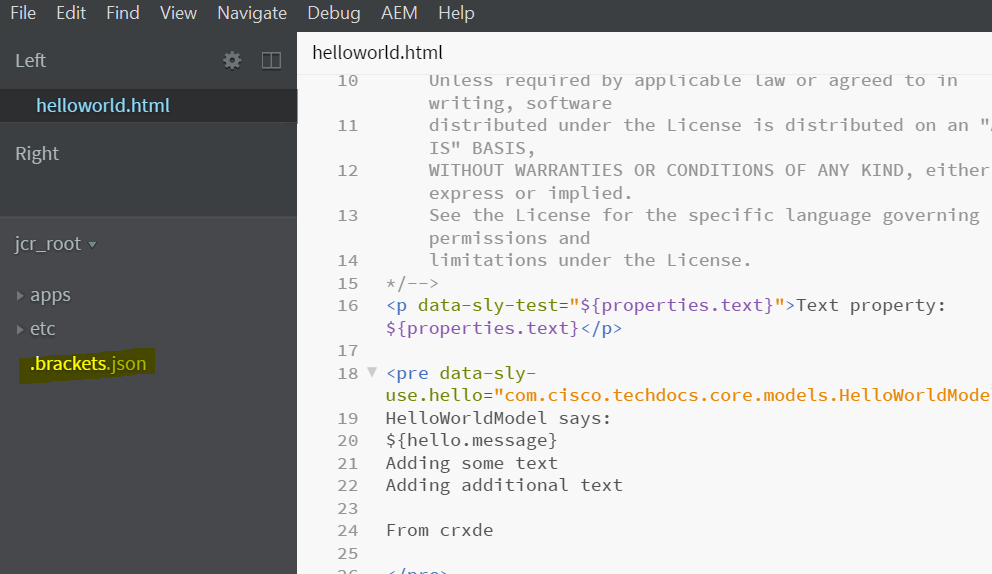 File Edit Find View Navigate Debug AEM Help
Left
helloworld.html
Right
jcr_root
apps
etc
.brackets.json
helloworld.html
10 Unless required by applicable law or agreed to in
writing, software
11 distributed under the License is distributed on an "A
IS" BASIS,
12 WITHOUT WARRANTIES OR CONDITIONS OF ANY KIND, either
express or implied.
13 See the License for the specific language governing
permissions and
14 limitations under the License.
15 */-->
16 <p data-sly-test="${properties.text}">Text property:
${properties.text}</p>
17
18 <pre data-sly-
use.hello="com.cisco.techdocs.core.models.HelloWorldMode
19 HelloWorldModel says:
20 ${hello.message}
21 Adding some text
22 Adding additional text
23
24 From crxde
25
26 </pre>